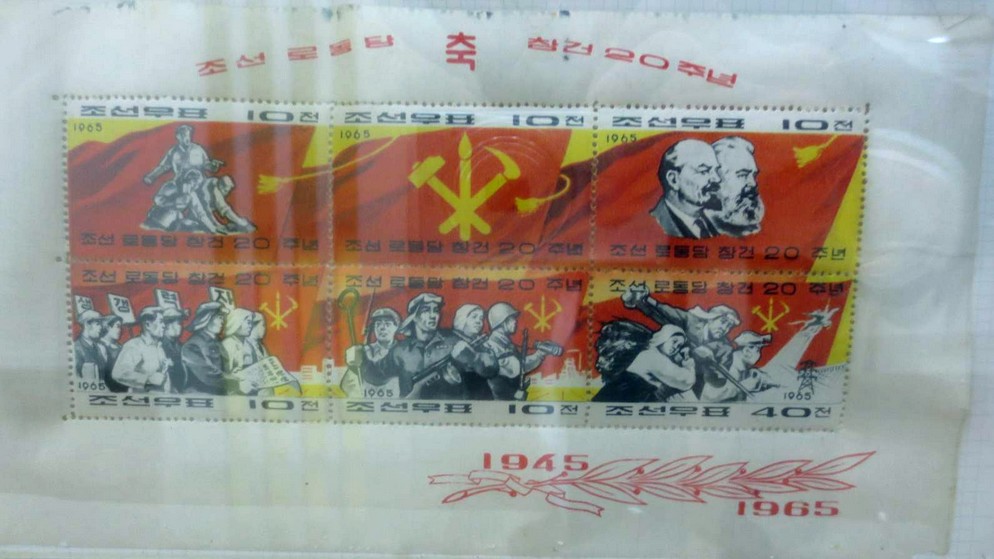 조선 로동당 축 창건 20 주년
조선우표 10전 조선우표 10전 조선우표 10전
1965 1965 1965
조선 로동당 창건 20 주년 조선 로동당 창건 20 주년 조선 로동당 창건 20 주년
조선 로동당 창건 20 주년 조선 로동당 창건 20 주년 조선 로동당 창건 20 주년
1965 1965 1965
조선우표 10전 조선우표 10전 조선우표 40전
1945
1965